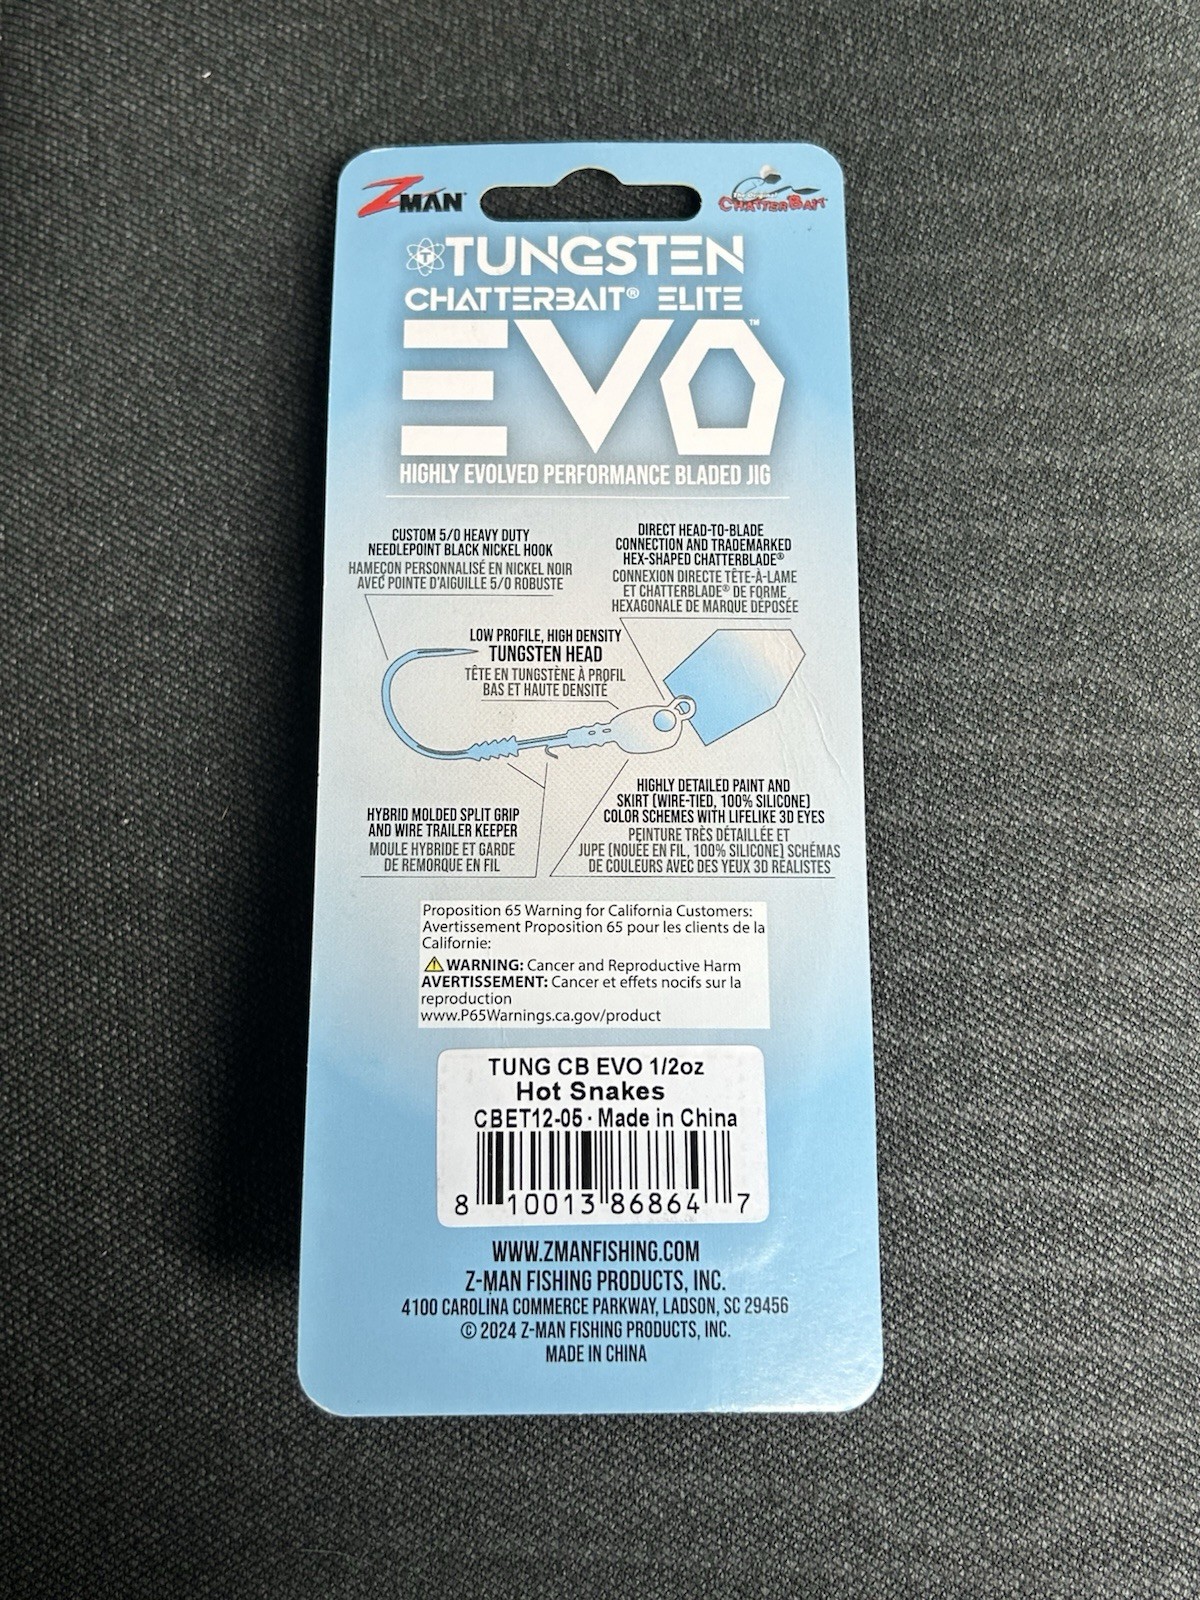 ZMAN
CHATTERBAIT
TUNGSTEN
CHATTERBAIT® ELITE
EVO™
HIGHLY EVOLVED PERFORMANCE BLADED JIG
CUSTOM 5/0 HEAVY DUTY
NEEDLEPOINT BLACK NICKEL HOOK
HAMEÇON PERSONNALISÉ EN NICKEL NOIR
AVEC POINTE D'AIGUILLE 5/0 ROBUSTE
DIRECT HEAD-TO-BLADE
CONNECTION AND TRADEMARKED
HEX-SHAPED CHATTERBLADE®
CONNEXION DIRECTE TÊTE-À-LAME
ET CHATTERBLADE® DE FORME
HEXAGONALE DE MARQUE DÉPOSÉE
LOW PROFILE, HIGH DENSITY
TUNGSTEN HEAD
TÊTE EN TUNGSTÈNE À PROFIL
BAS ET HAUTE DENSITÉ
HYBRID MOLDED SPLIT GRIP
AND WIRE TRAILER KEEPER
MOULE HYBRIDE ET GARDE
DE REMORQUE EN FIL
HIGHLY DETAILED PAINT AND
SKIRT (WIRE-TIED, 100% SILICONE)
COLOR SCHEMES WITH LIFELIKE 3D EYES
PEINTURE TRÈS DÉTAILLÉE ET
JUPE (NOUÉE EN FIL, 100% SILICONE) SCHÉMAS
DE COULEURS AVEC DES YEUX 3D RÉALISTES
Proposition 65 Warning for California Customers:
Avertissement Proposition 65 pour les clients de la
Californie:
WARNING: Cancer and Reproductive Harm
AVERTISSEMENT: Cancer et effets nocifs sur la
reproduction
www.P65Warnings.ca.gov/product
TUNG CB EVO 1/2oz
Hot Snakes
CBET12-05 · Made in China
8 10013 86864 7
WWW.ZMANFISHING.COM
Z-MAN FISHING PRODUCTS, INC.
4100 CAROLINA COMMERCE PARKWAY, LADSON, SC 29456
© 2024 Z-MAN FISHING PRODUCTS, INC.
MADE IN CHINA